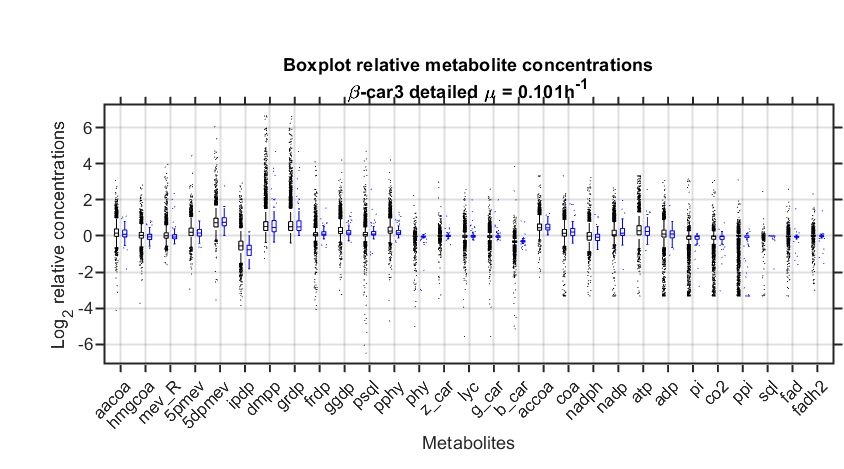 Boxplot relative metabolite concentrations
β-car3 detailed μ = 0.101h⁻¹
Log₂ relative concentrations
6
4
2
0
-2
-4
-6
aacoa
hmgcoa
mev_R
5pmev
5dpmev
ipdp
dmpp
grdp
frdp
ggdp
psql
pphy
phy
z_car
lyc
g_car
b_car
accoa
coa
nadph
nadp
atp
adp
pi
co2
ppi
sql
fad
fadh2
Metabolites